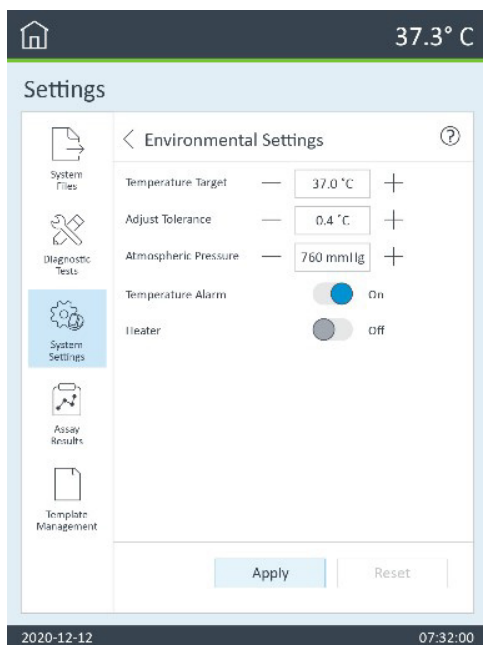 37.3° C
Settings
Environmental Settings
?
System
Files
Temperature Target — 37.0 °C +
Adjust Tolerance — 0.4 °C +
Diagnostic
Tests
Atmospheric Pressure — 760 mmHg +
Temperature Alarm On
Heater Off
System
Settings
Assay
Results
Template
Management
Apply
Reset
2020-12-12
07:32:00